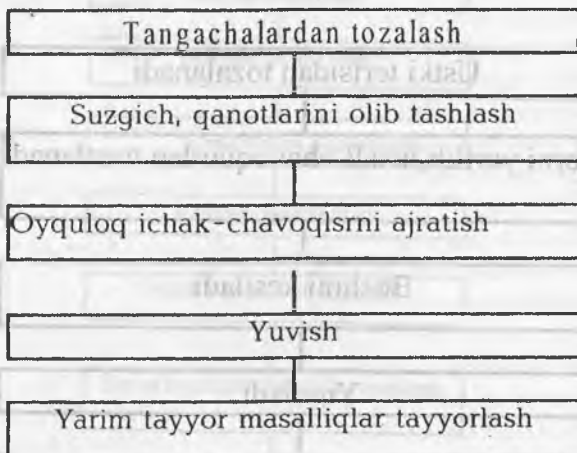 Tangachalardan tozalash
Suzgich, qanotlarini olib tashlash
Oyquloq ichak-chavoqlsrni ajratish
Yuvish
Yarim tayyor masalliqlar tayyorlash